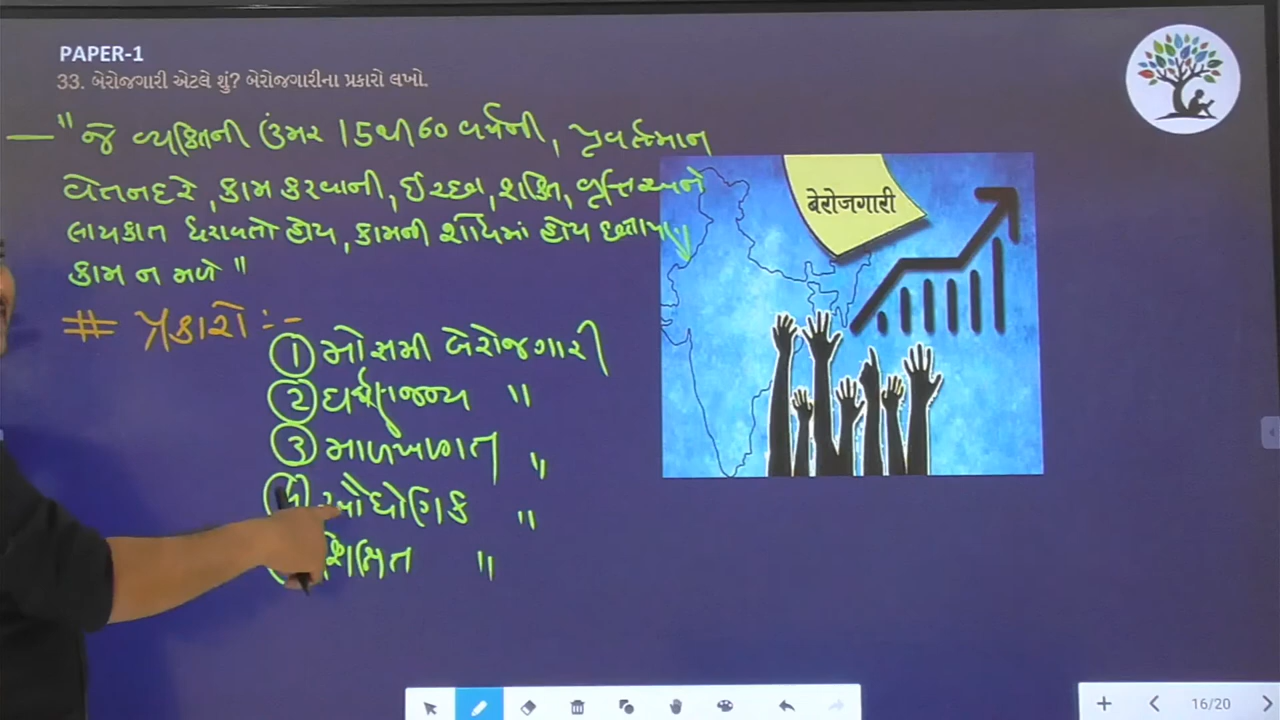 PAPER-1
33. બેરોજગારી એટલે શું? બેરોજગારીના પ્રકારો લખો.
— "જે વ્યક્તિની ઉંમર 15થી60 વર્ષની, પ્રવર્તમાન
વેતનદરે, કામ કરવાની, ઈચ્છા, શક્તિ, વૃત્તિ અને
લાયકાત ધરાવતો હોય, કામની શોધમાં હોય છતાપણ
કામ ન મળે"
# પ્રકારો :-
① મોસમી બેરોજગારી
② ઘર્ષણજન્ય "
③ માળખાગત "
ઔદ્યોગિક "
શિક્ષિત "
बेरोजगारी
16/20